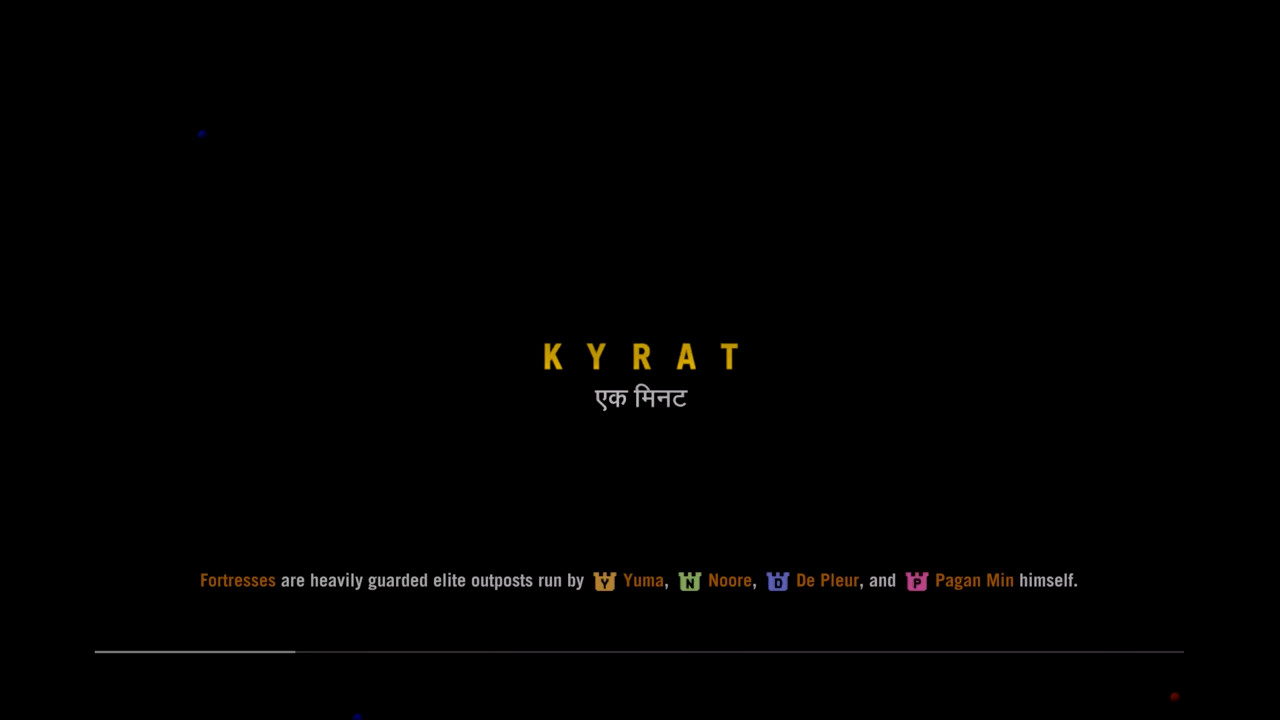 K Y R A T
एक मिनट
Fortresses are heavily guarded elite outposts run by Y Yuma, N Noore, D De Pleur, and P Pagan Min himself.